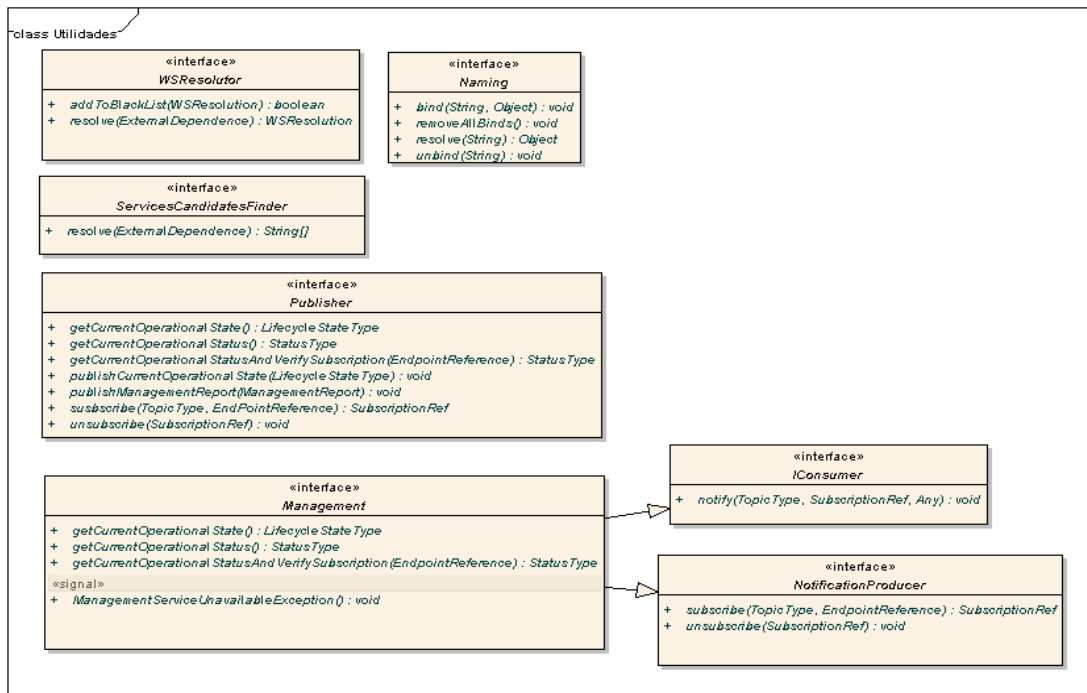 class Utilidades
«interface»
WSResolutor
+ addToBlackList(WSResolution) : boolean
+ resolve(ExternalDependence) : WSResolution
«interface»
Naming
+ bind(String, Object) : void
+ removeAllBinds() : void
+ resolve(String) : Object
+ unbind(String) : void
«interface»
ServicesCandidatesFinder
+ resolve(ExternalDependence) : String[]
«interface»
Publisher
+ getCurrentOperationalState() : LifecycleStateType
+ getCurrentOperationalStatus() : StatusType
+ getCurrentOperationalStatusAndVerifySubscription(EndpointReference) : StatusType
+ publishCurrentOperationalState(LifecycleStateType) : void
+ publishManagementReport(ManagementReport) : void
+ susbscribe(TopicType, EndPointReference) : SubscriptionRef
+ unsubscribe(SubscriptionRef) : void
«interface»
Management
+ getCurrentOperationalState() : LifecycleStateType
+ getCurrentOperationalStatus() : StatusType
+ getCurrentOperationalStatusAndVerifySubscription(EndpointReference) : StatusType
«signal»
+ ManagementServiceUnavailableException() : void
«interface»
IConsumer
+ notify(TopicType, SubscriptionRef, Any) : void
«interface»
NotificationProducer
+ subscribe(TopicType, EndpointReference) : SubscriptionRef
+ unsubscribe(SubscriptionRef) : void